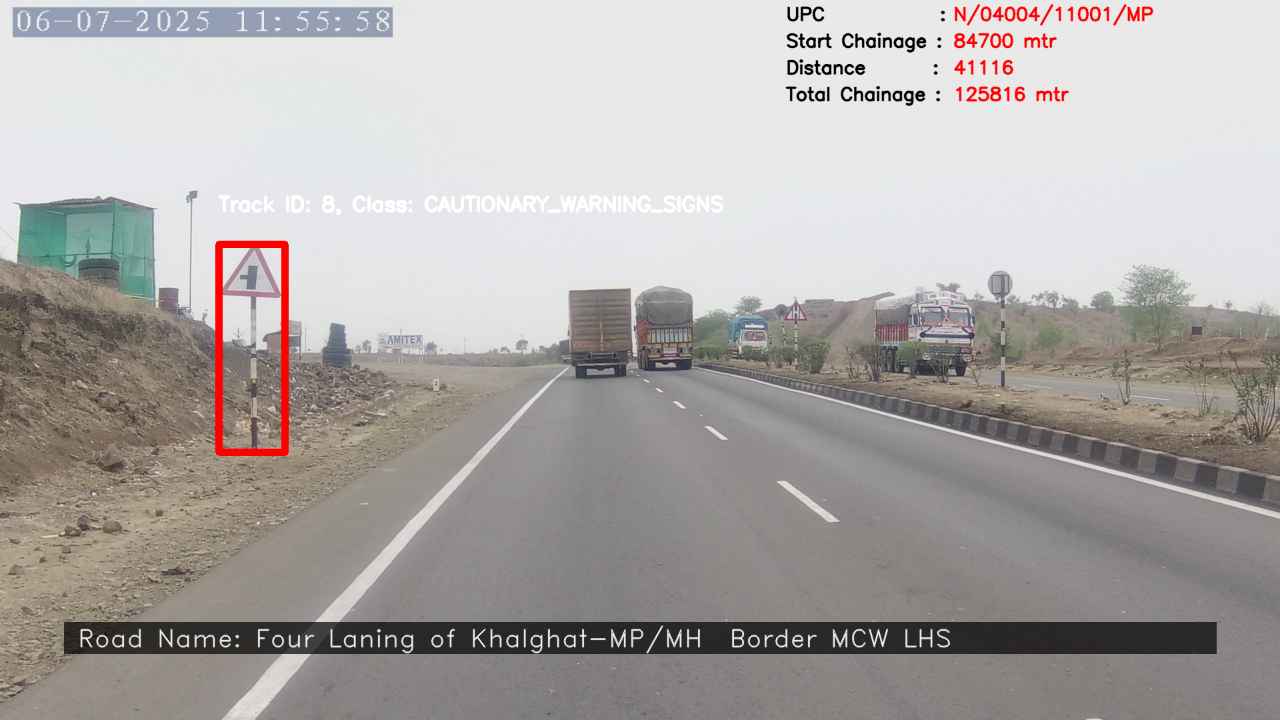 06-07-2025 11:55:58
UPC : N/04004/11001/MP
Start Chainage : 84700 mtr
Distance : 41116
Total Chainage : 125816 mtr
Track ID: 8, Class: CAUTIONARY_WARNING_SIGNS
AMITEX
Road Name: Four Laning of Khalghat-MP/MH Border MCW LHS